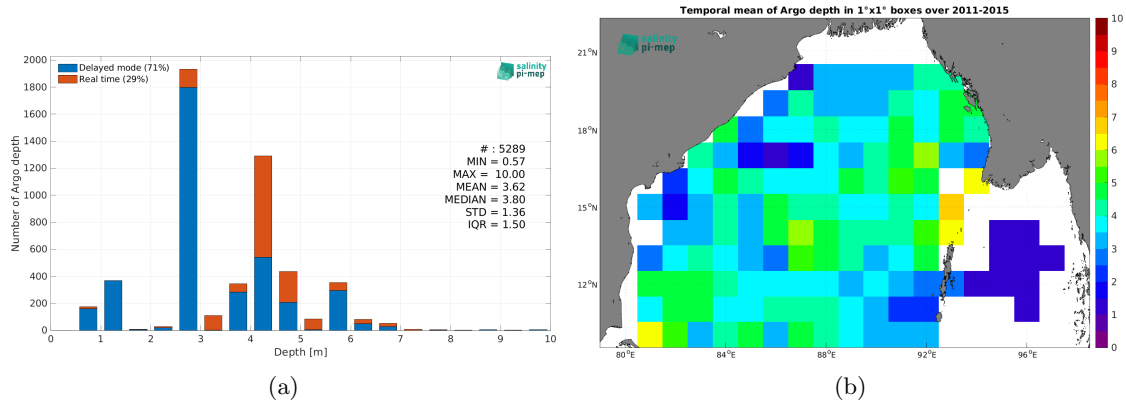 Delayed mode (71%)
Real time (29%)
salinity
pi-mep
2000
1800
1600
1400
1200
1000
800
600
400
200
0
Number of Argo depth
# : 5289
MIN = 0.57
MAX = 10.00
MEAN = 3.62
MEDIAN = 3.80
STD = 1.36
IQR = 1.50
0 1 2 3 4 5 6 7 8 9 10
Depth [m]
(a)
Temporal mean of Argo depth in 1°x1° boxes over 2011-2015
salinity
pi-mep
21°N
18°N
15°N
12°N
80°E 84°E 88°E 92°E 96°E
10
9
8
7
6
5
4
3
2
1
0
(b)